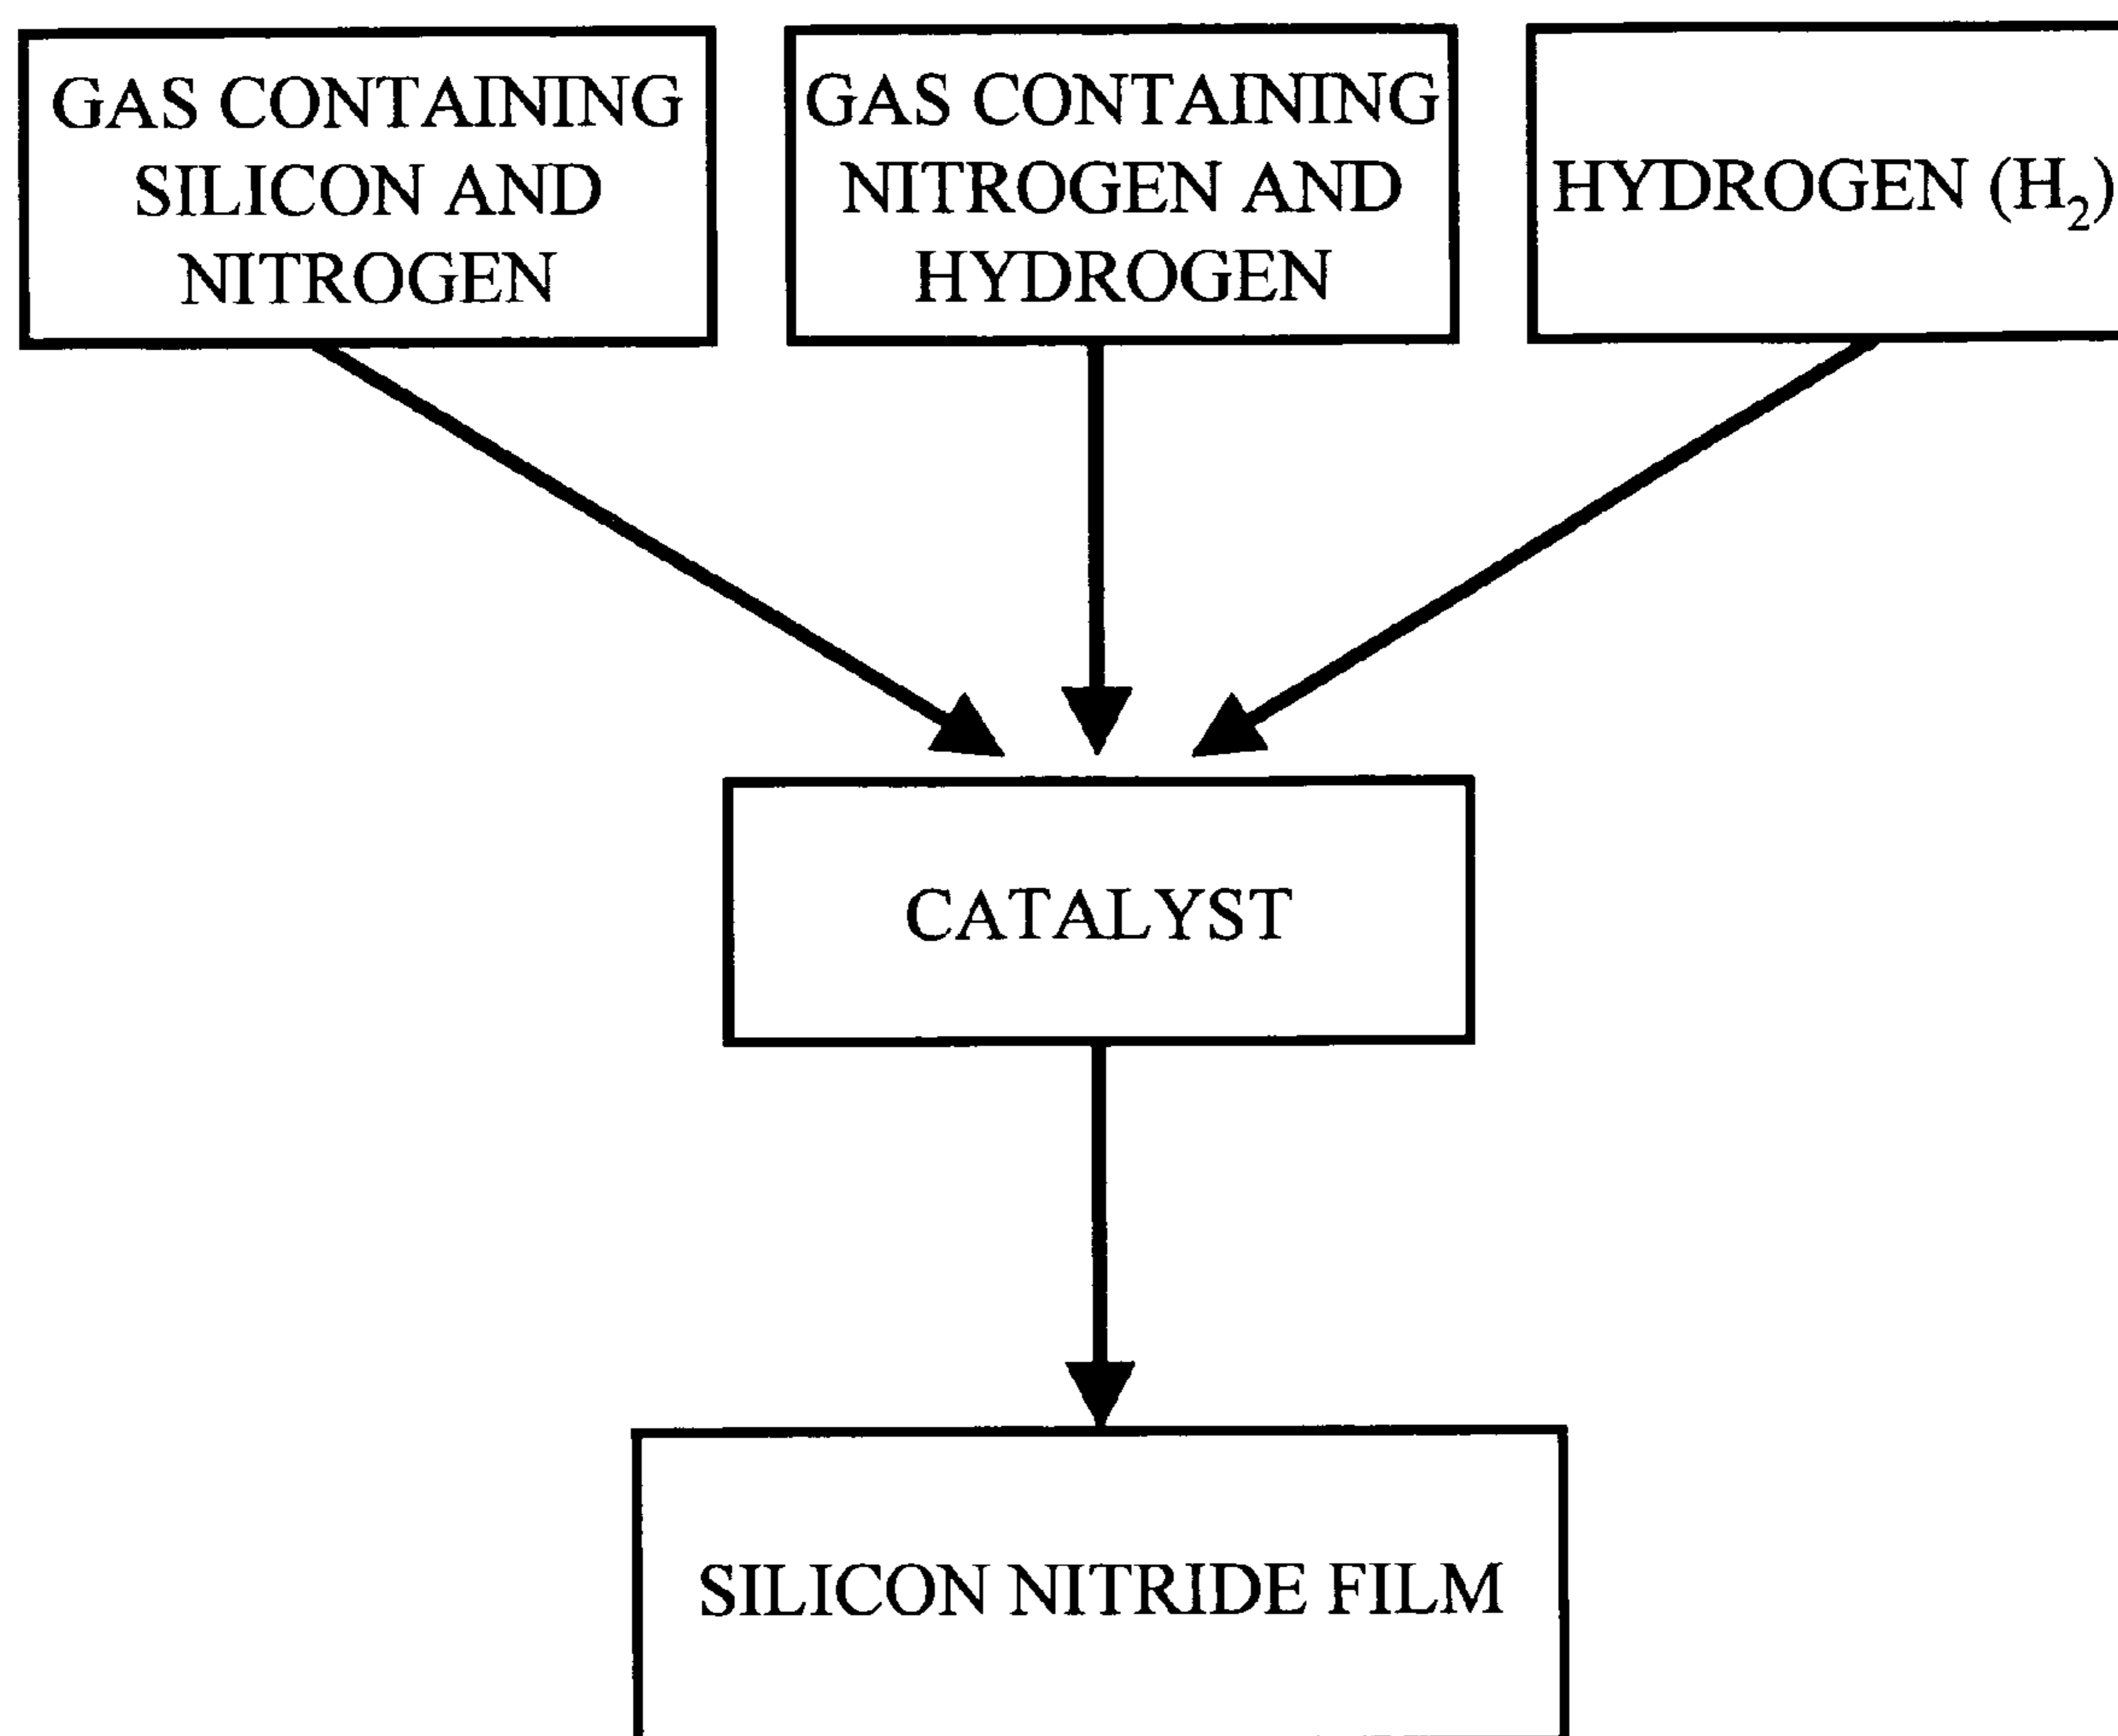 GAS CONTAINING
SILICON AND
NITROGEN
GAS CONTAINING
NITROGEN AND
HYDROGEN
HYDROGEN (H₂)
CATALYST
SILICON NITRIDE FILM